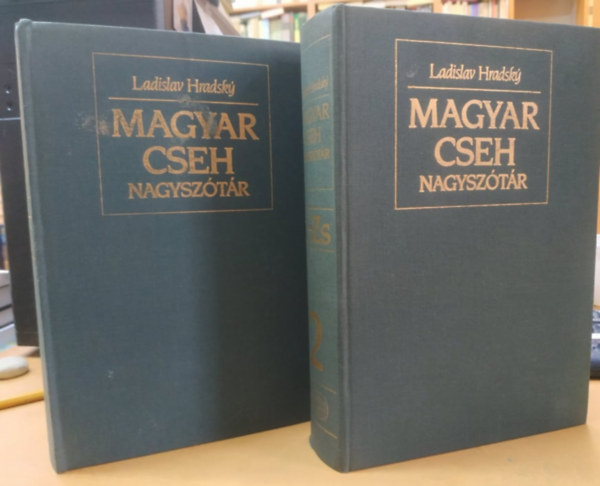 Ladislav Hradský
MAGYAR
CSEH
NAGYSZÓTÁR
Ladislav Hradský
MAGYAR
CSEH
NAGYSZÓTÁR
2